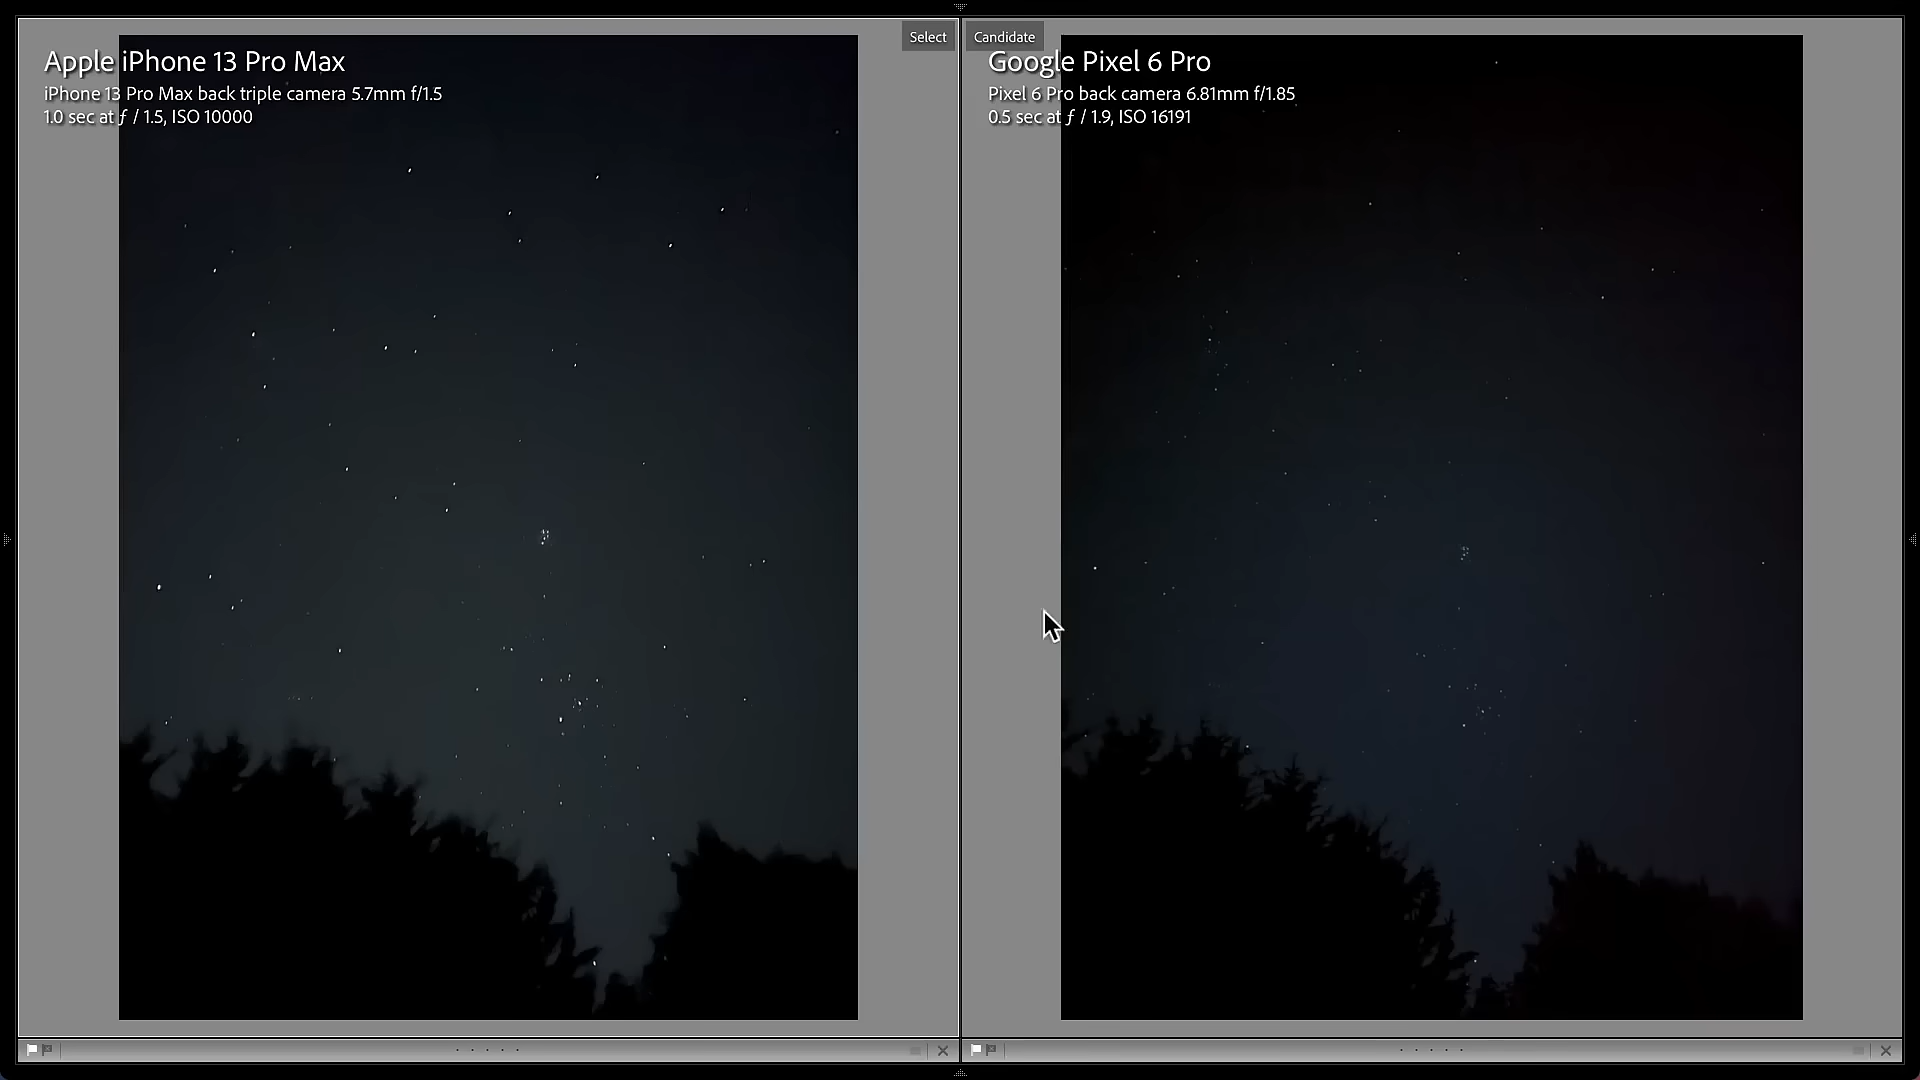 Select
Apple iPhone 13 Pro Max
iPhone 13 Pro Max back triple camera 5.7mm f/1.5
1.0 sec at ƒ / 1.5, ISO 10000
Candidate
Google Pixel 6 Pro
Pixel 6 Pro back camera 6.81mm f/1.85
0.5 sec at ƒ / 1.9, ISO 16191